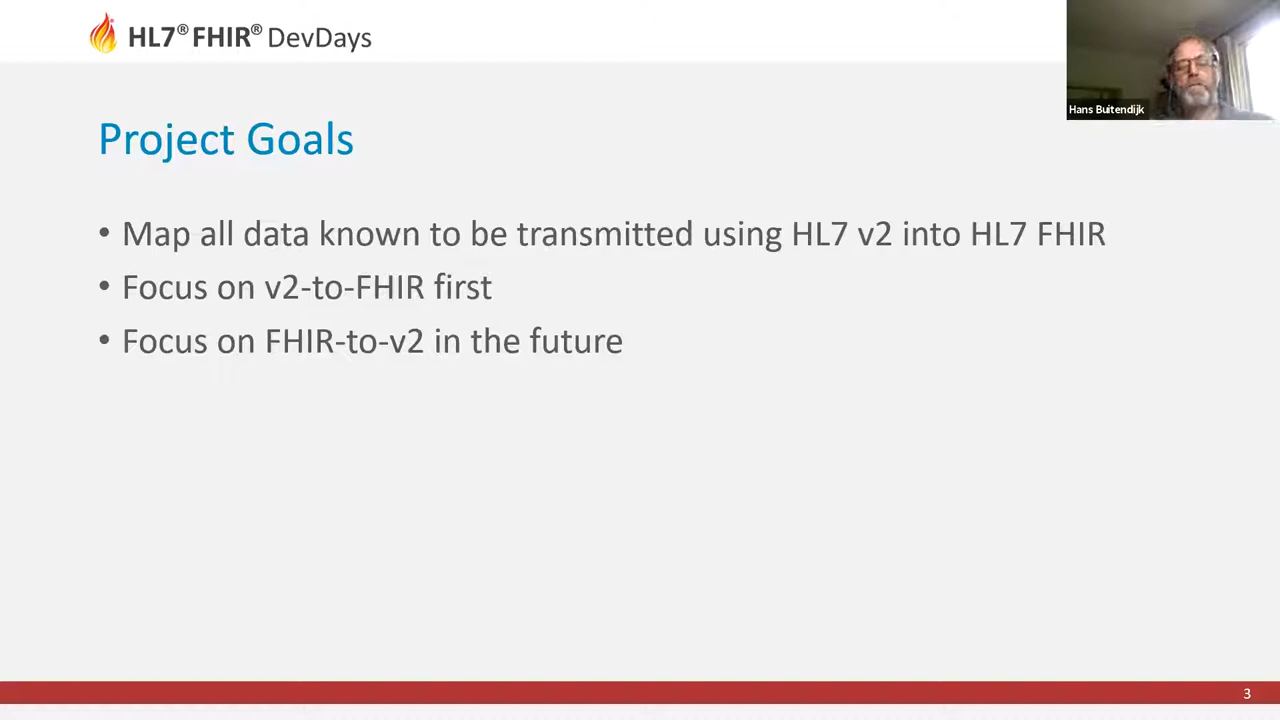 HL7® FHIR® DevDays
Hans Buitendijk
Project Goals
• Map all data known to be transmitted using HL7 v2 into HL7 FHIR
• Focus on v2-to-FHIR first
• Focus on FHIR-to-v2 in the future
3